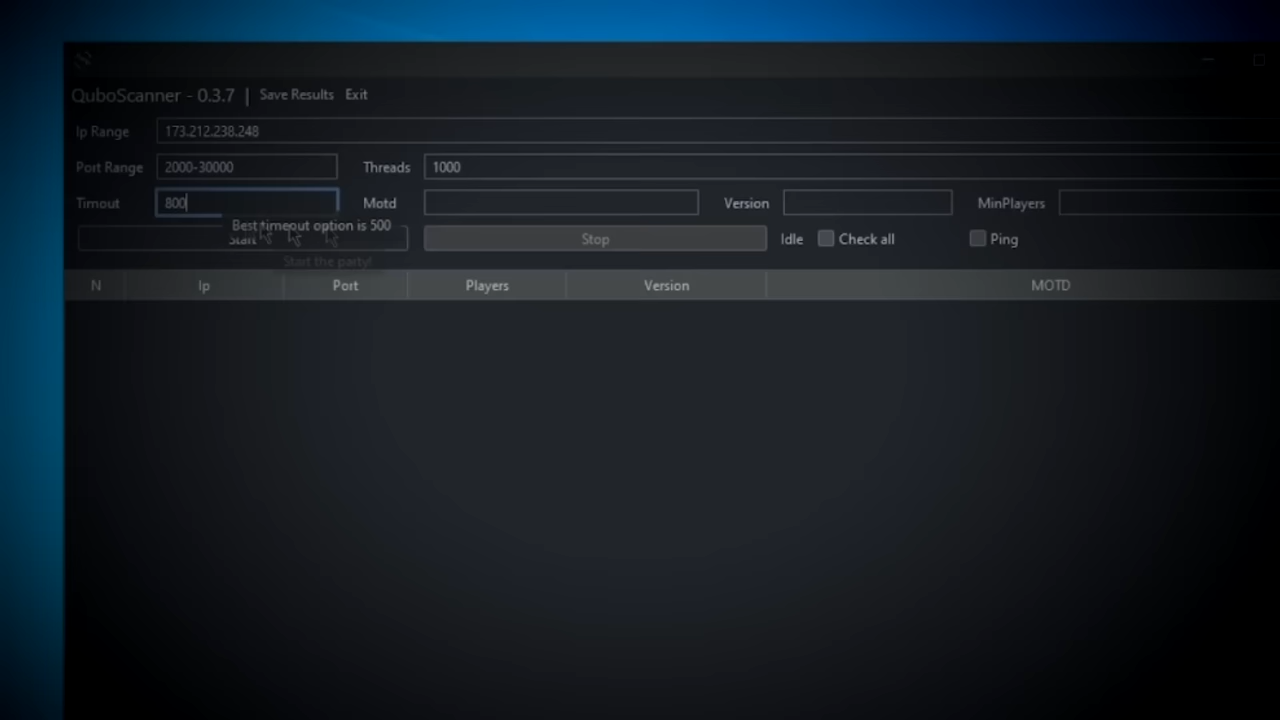 QuboScanner - 0.3.7 | Save Results Exit
Ip Range 173.212.238.248
Port Range 2000-30000 Threads 1000
Timout 800 Motd Version MinPlayers
Best timeout option is 500
Start Stop Idle Check all Ping
Start the party!
N Ip Port Players Version MOTD